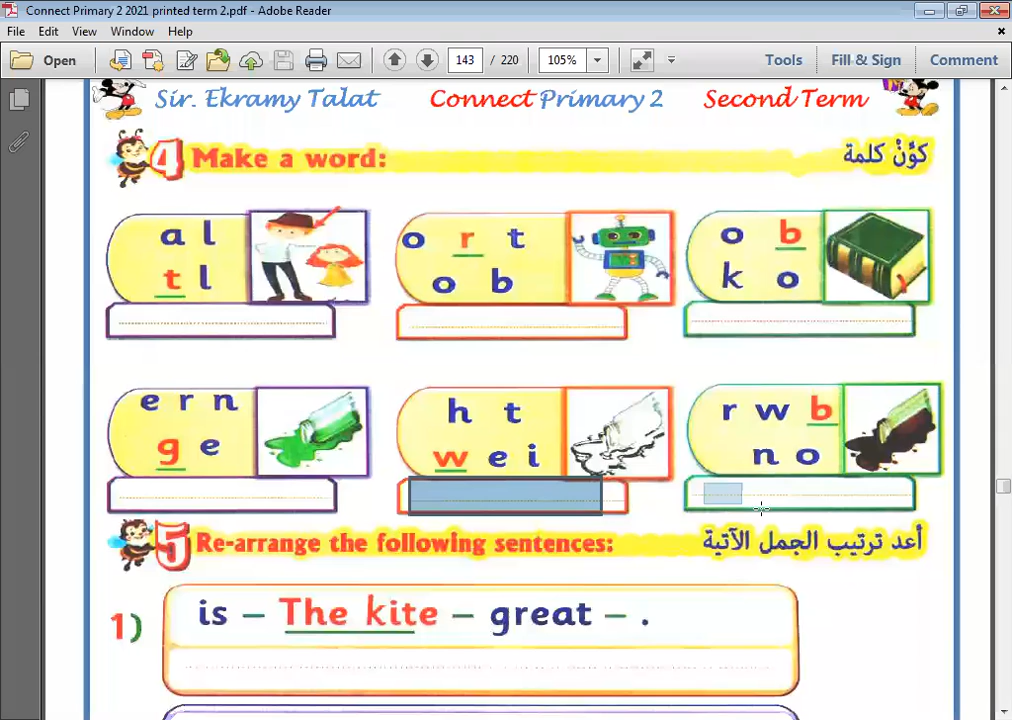 Connect Primary 2 2021 printed term 2.pdf - Adobe Reader
File Edit View Window Help
Open 143 / 220 105% Tools Fill & Sign Comment
Sir. Ekramy Talat Connect Primary 2 Second Term
4 Make a word: كوِّنْ كلمة
a l
t l
o r t
o b
o b
k o
e r n
g e
h t
w e i
r w b
n o
5 Re-arrange the following sentences: أعد ترتيب الجمل الآتية
1) is – The kite – great – .